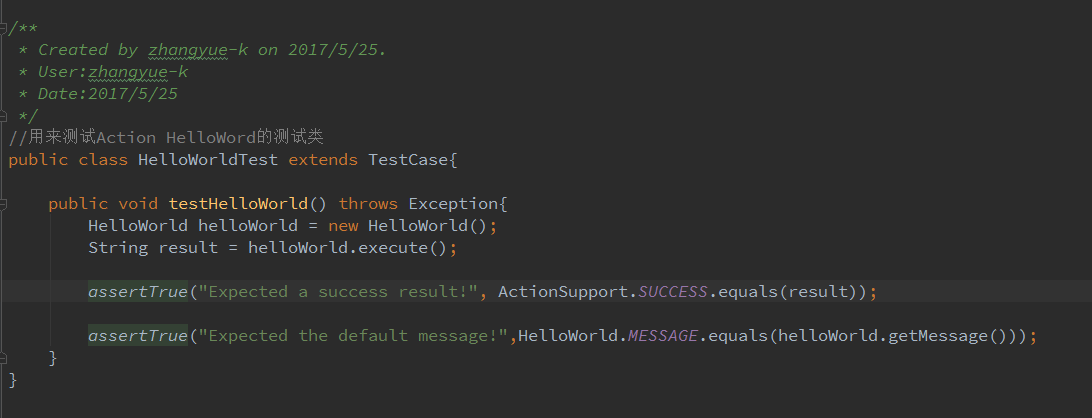 /**
 * Created by zhangyue-k on 2017/5/25.
 * User:zhangyue-k
 * Date:2017/5/25
 */
//用来测试Action HelloWord的测试类
public class HelloWorldTest extends TestCase{
    public void testHelloWorld() throws Exception{
        HelloWorld helloWorld = new HelloWorld();
        String result = helloWorld.execute();
        assertTrue("Expected a success result!", ActionSupport.SUCCESS.equals(result));
        assertTrue("Expected the default message!",HelloWorld.MESSAGE.equals(helloWorld.getMessage()));
    }
}